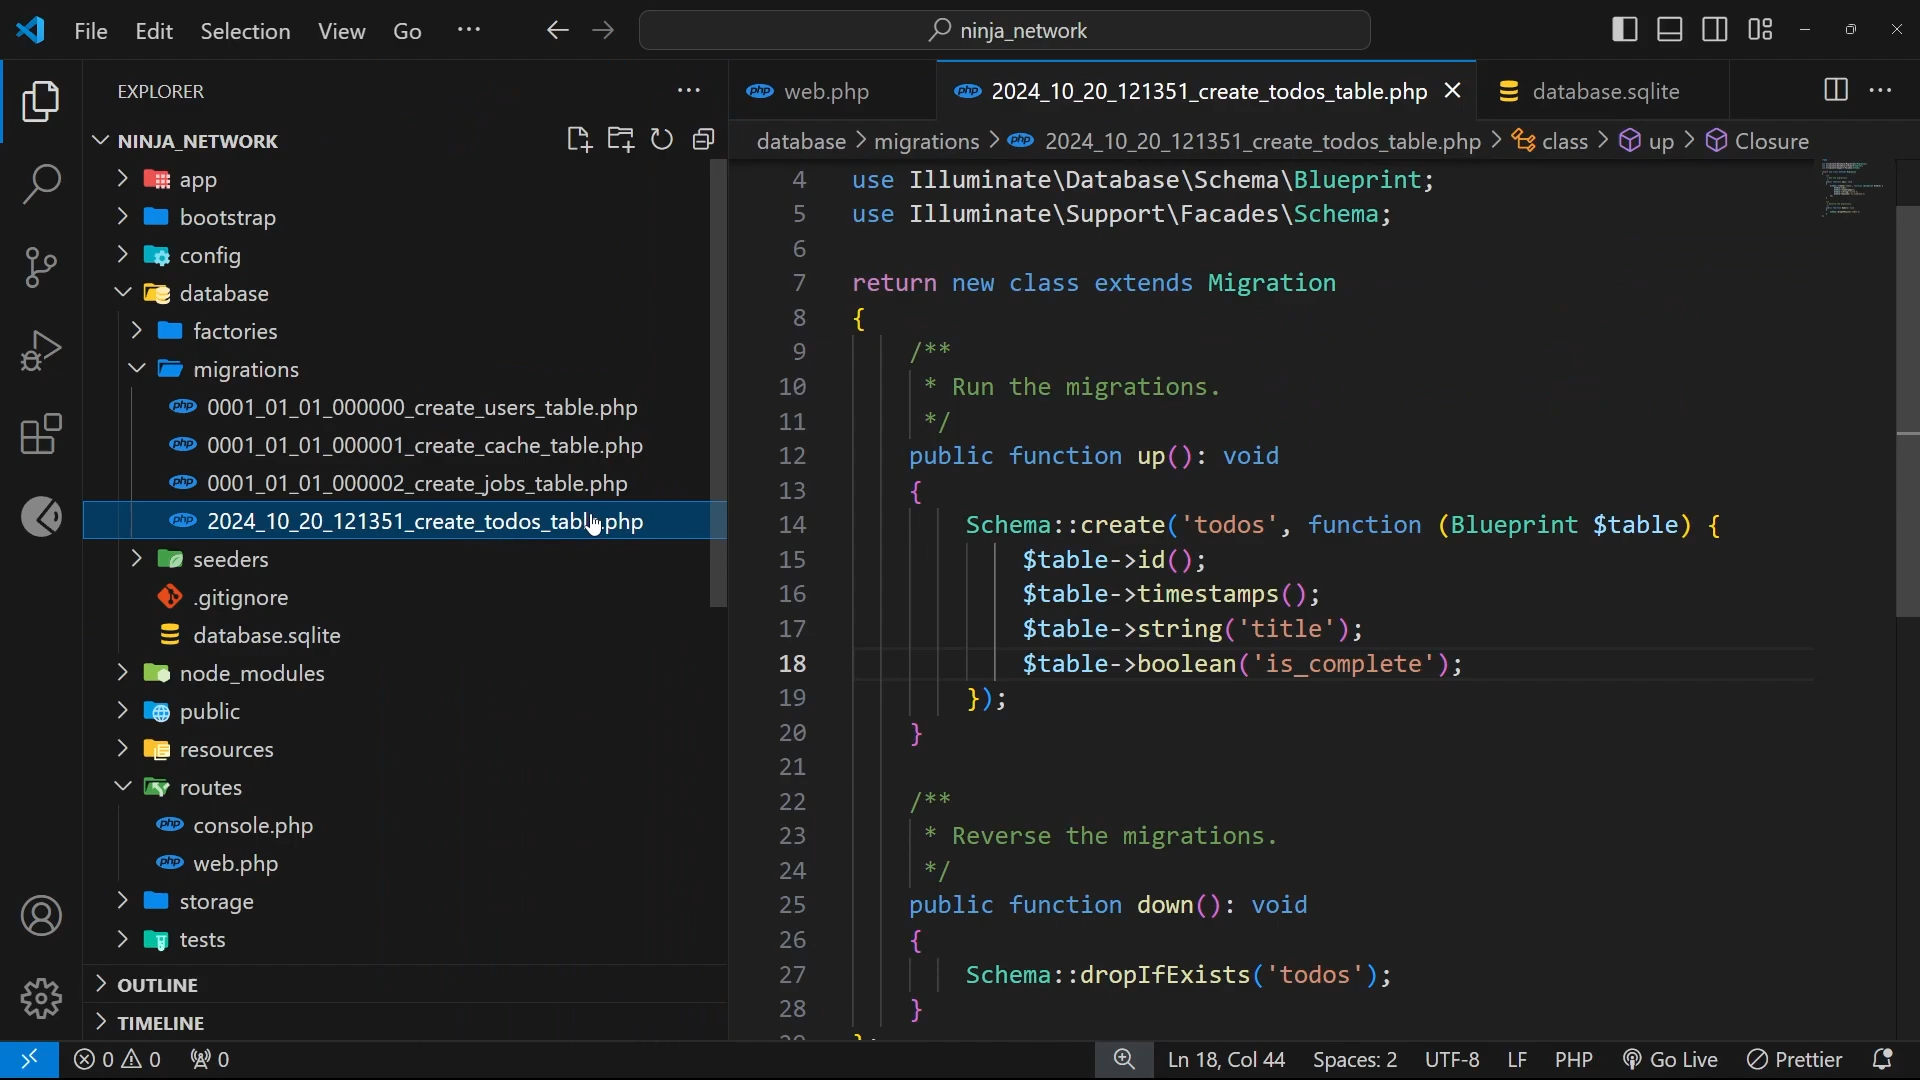 File Edit Selection View Go ninja_network
EXPLORER
NINJA_NETWORK
app
bootstrap
config
database
factories
migrations
0001_01_01_000000_create_users_table.php
0001_01_01_000001_create_cache_table.php
0001_01_01_000002_create_jobs_table.php
2024_10_20_121351_create_todos_table.php
seeders
.gitignore
database.sqlite
node_modules
public
resources
routes
console.php
web.php
storage
tests
OUTLINE
TIMELINE
php web.php php 2024_10_20_121351_create_todos_table.php database.sqlite
database > migrations > php 2024_10_20_121351_create_todos_table.php > class > up > Closure
4 use Illuminate\Database\Schema\Blueprint;
5 use Illuminate\Support\Facades\Schema;
6
7 return new class extends Migration
8 {
9 /**
10 * Run the migrations.
11 */
12 public function up(): void
13 {
14 Schema::create('todos', function (Blueprint $table) {
15 $table->id();
16 $table->timestamps();
17 $table->string('title');
18 $table->boolean('is_complete');
19 });
20 }
21
22 /**
23 * Reverse the migrations.
24 */
25 public function down(): void
26 {
27 Schema::dropIfExists('todos');
28 }
0 0 0 Ln 18, Col 44 Spaces: 2 UTF-8 LF PHP Go Live Prettier